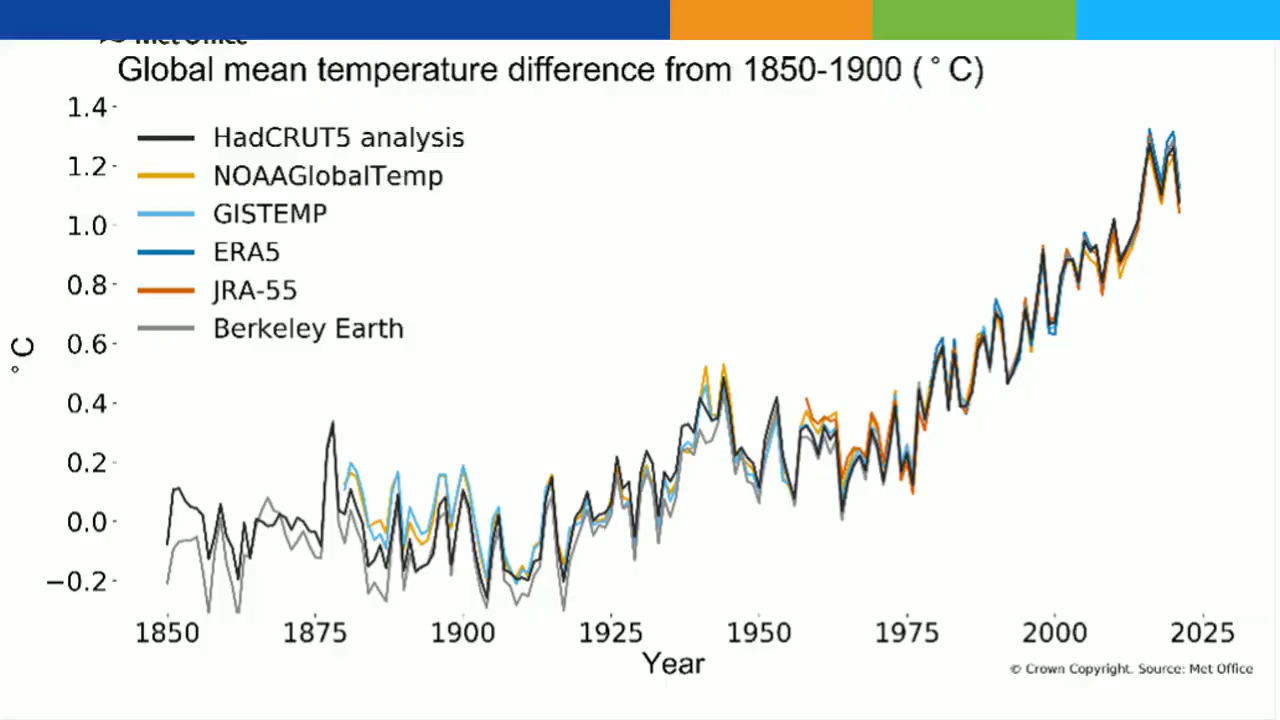 Met Office
Global mean temperature difference from 1850-1900 (°C)
1.4
HadCRUT5 analysis
1.2
NOAAGlobalTemp
GISTEMP
1.0
ERA5
0.8
JRA-55
Berkeley Earth
0.6
°C
0.4
0.2
0.0
−0.2
1850 1875 1900 1925 1950 1975 2000 2025
Year
© Crown Copyright. Source: Met Office